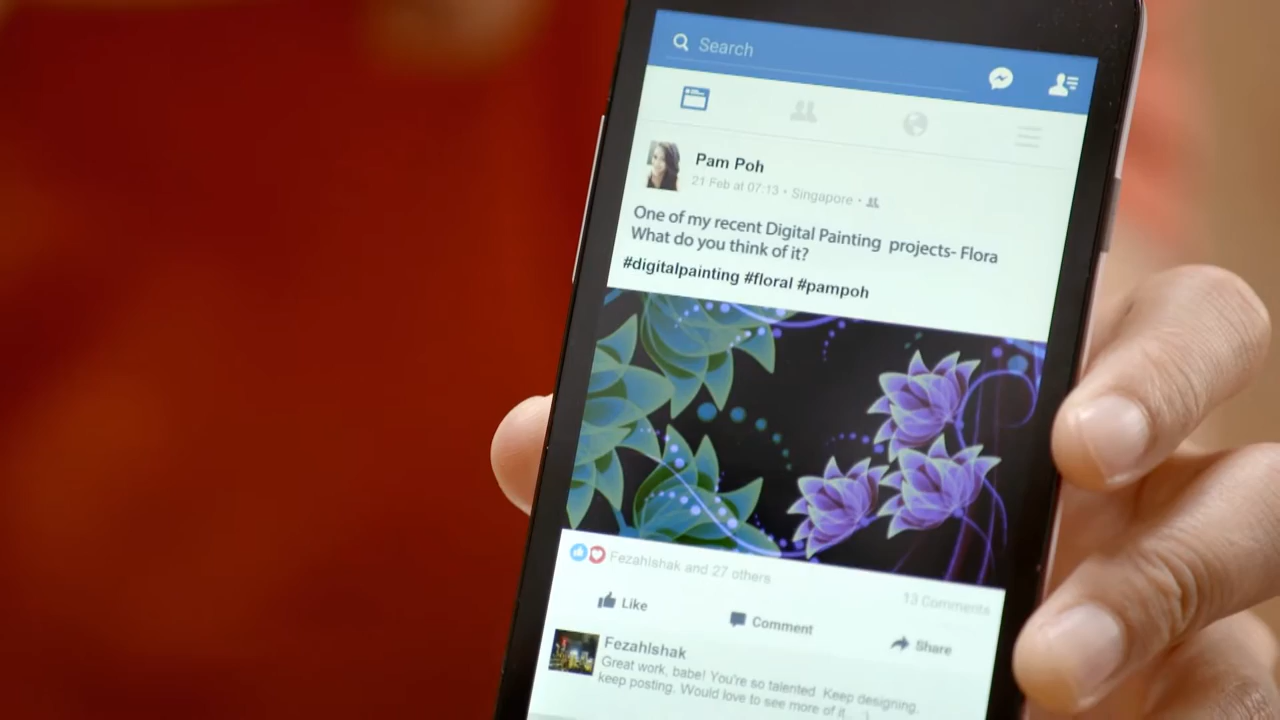 Search
Pam Poh
21 Feb at 07:13 • Singapore •
One of my recent Digital Painting projects- Flora
What do you think of it?
#digitalpainting #floral #pampoh
FezahIshak and 27 others
13 Comments
Like
Comment
Share
FezahIshak
Great work, babe! You're so talented Keep designing,
keep posting. Would love to see more of it